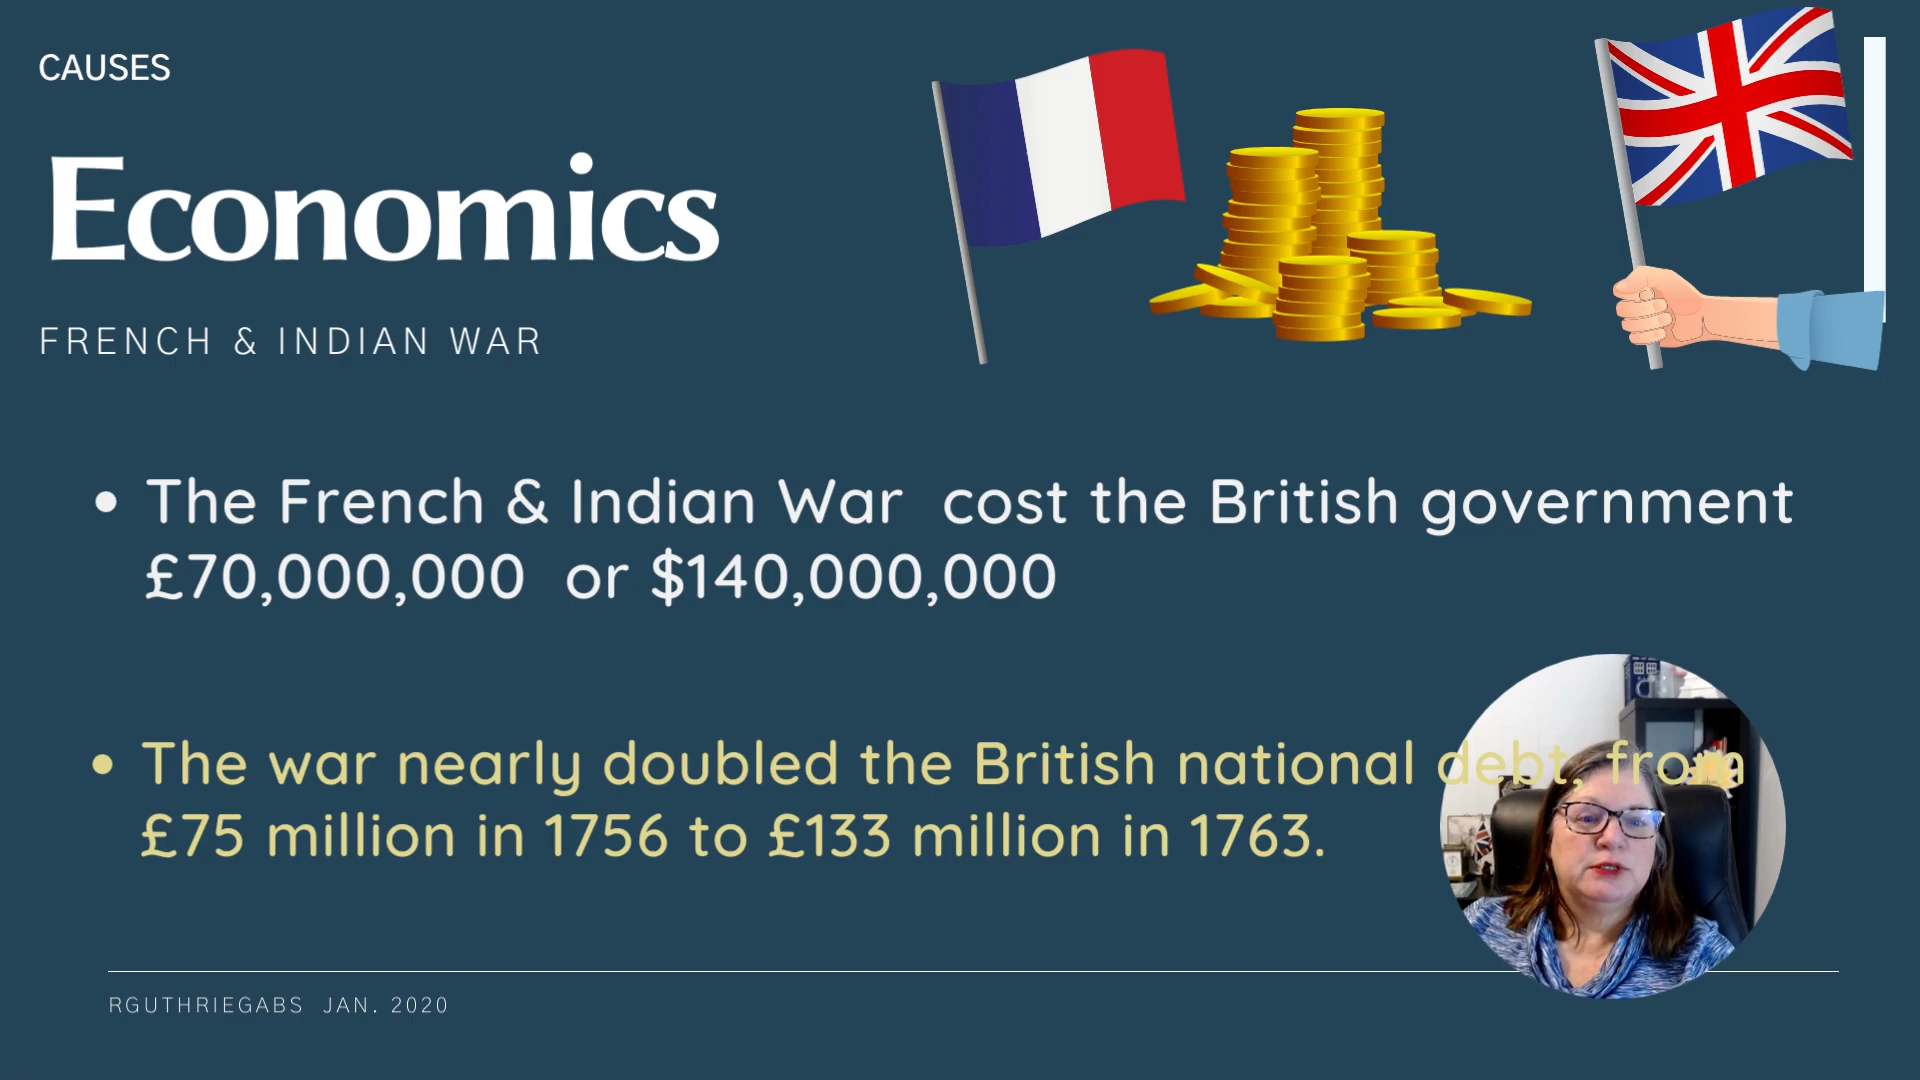 CAUSES
Economics
FRENCH & INDIAN WAR
• The French & Indian War cost the British government
£70,000,000 or $140,000,000
• The war nearly doubled the British national debt, from
£75 million in 1756 to £133 million in 1763.
RGUTHRIEGABS JAN. 2020